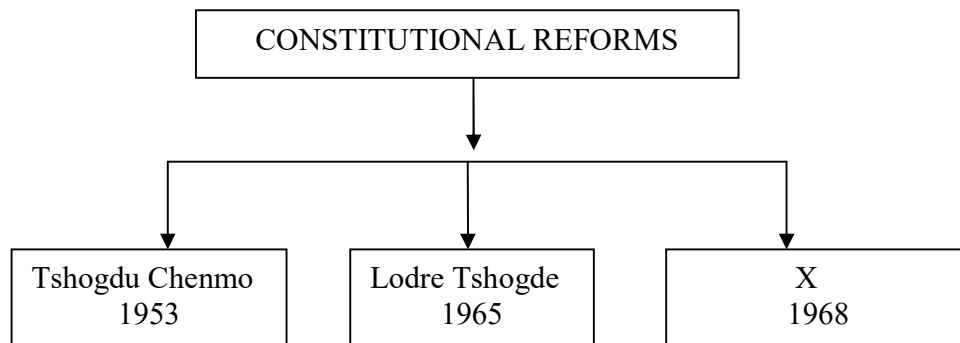 CONSTITUTIONAL REFORMS
Tshogdu Chenmo
1953
Lodre Tshogde
1965
X
1968